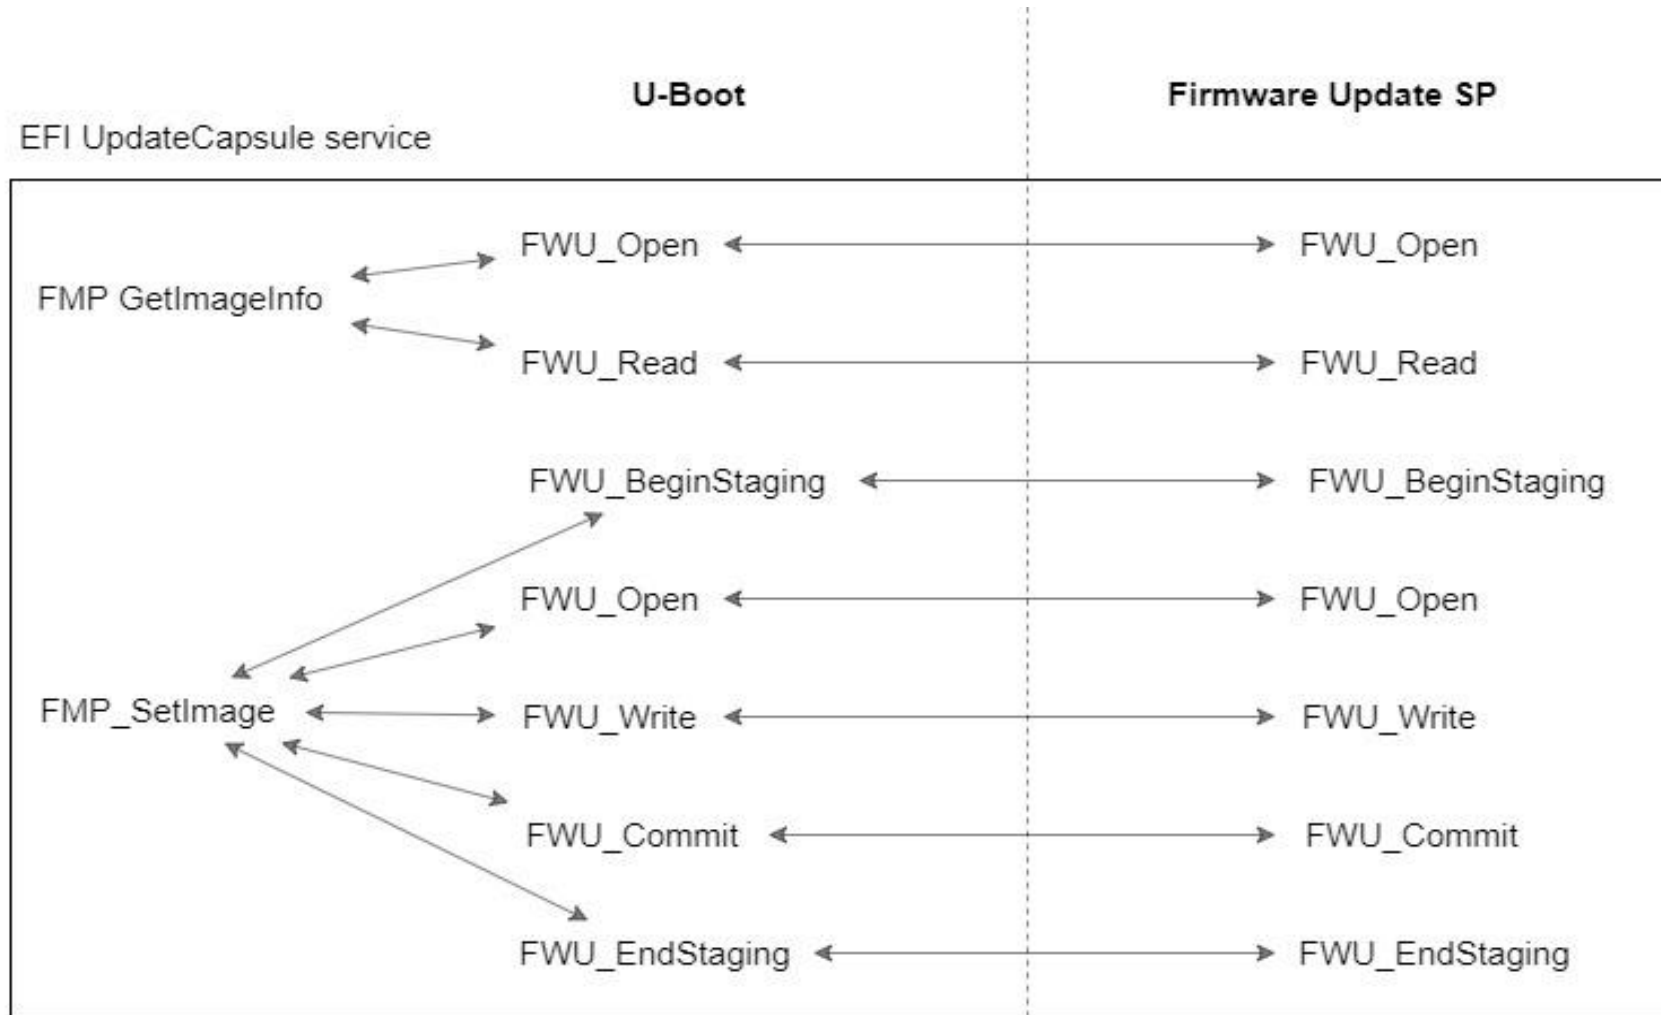 U-Boot
Firmware Update SP
EFI UpdateCapsule service
FWU_Open
FWU_Open
FMP GetImageInfo
FWU_Read
FWU_Read
FWU_BeginStaging
FWU_BeginStaging
FWU_Open
FWU_Open
FMP_SetImage
FWU_Write
FWU_Write
FWU_Commit
FWU_Commit
FWU_EndStaging
FWU_EndStaging